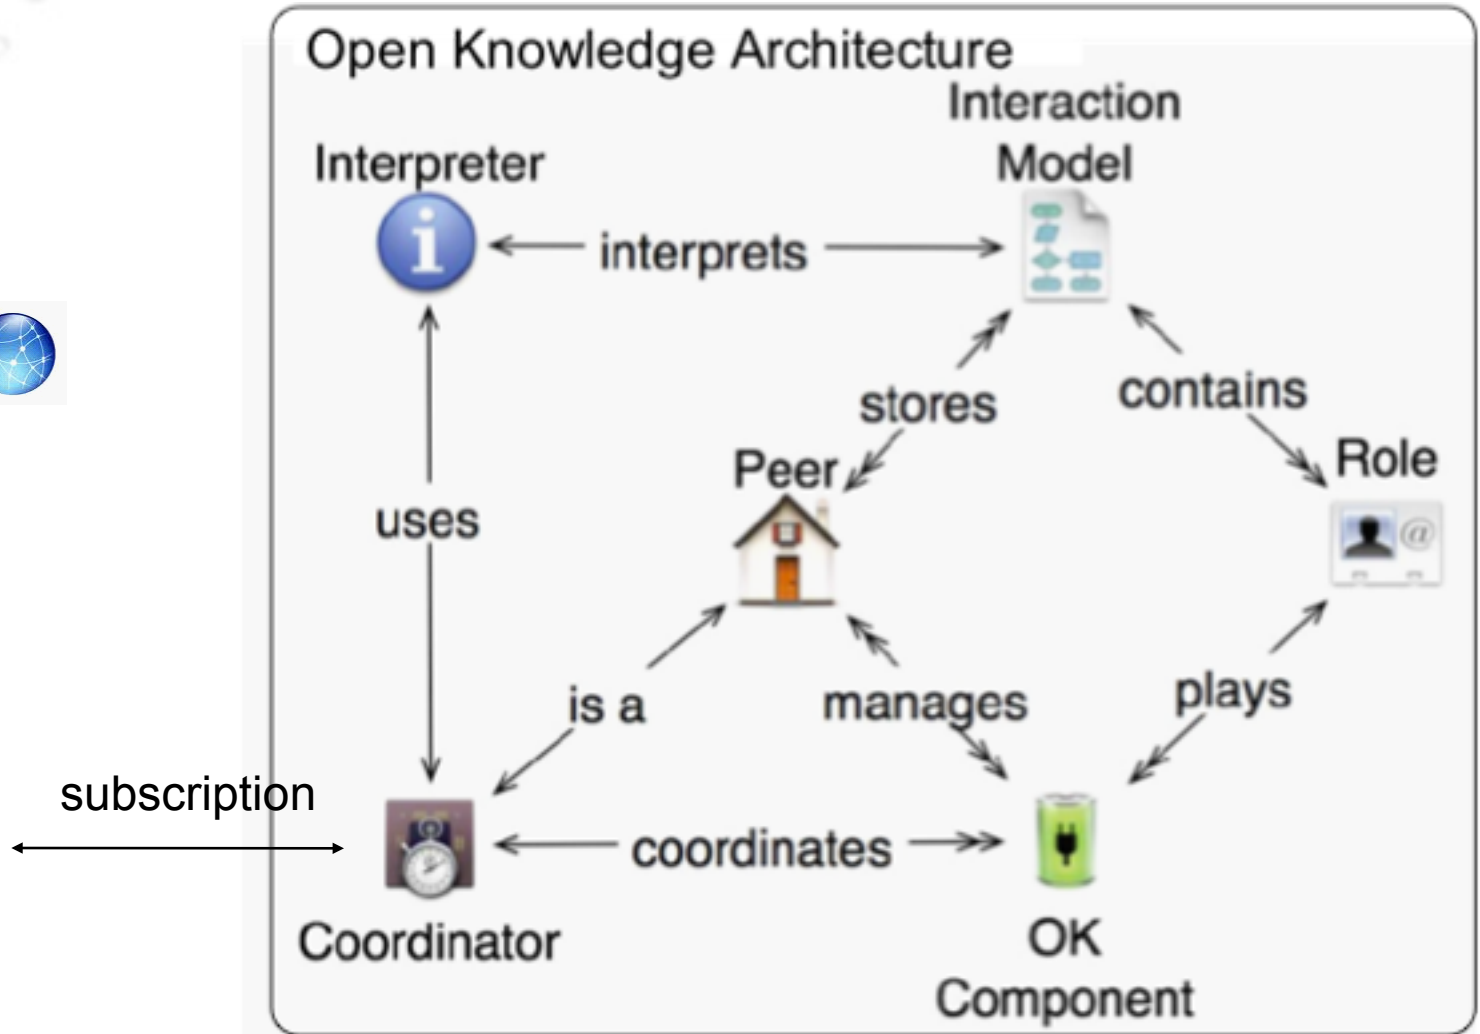 Open Knowledge Architecture
Interaction
Model
Interpreter
interprets
stores
contains
Peer
Role
@
uses
is a
manages
plays
subscription
coordinates
Coordinator
OK
Component